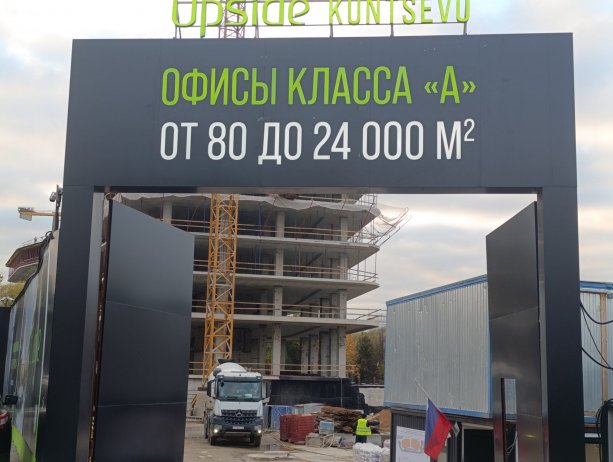 Upside KUNTSEVO
ОФИСЫ КЛАССА «А»
ОТ 80 ДО 24 000 М²